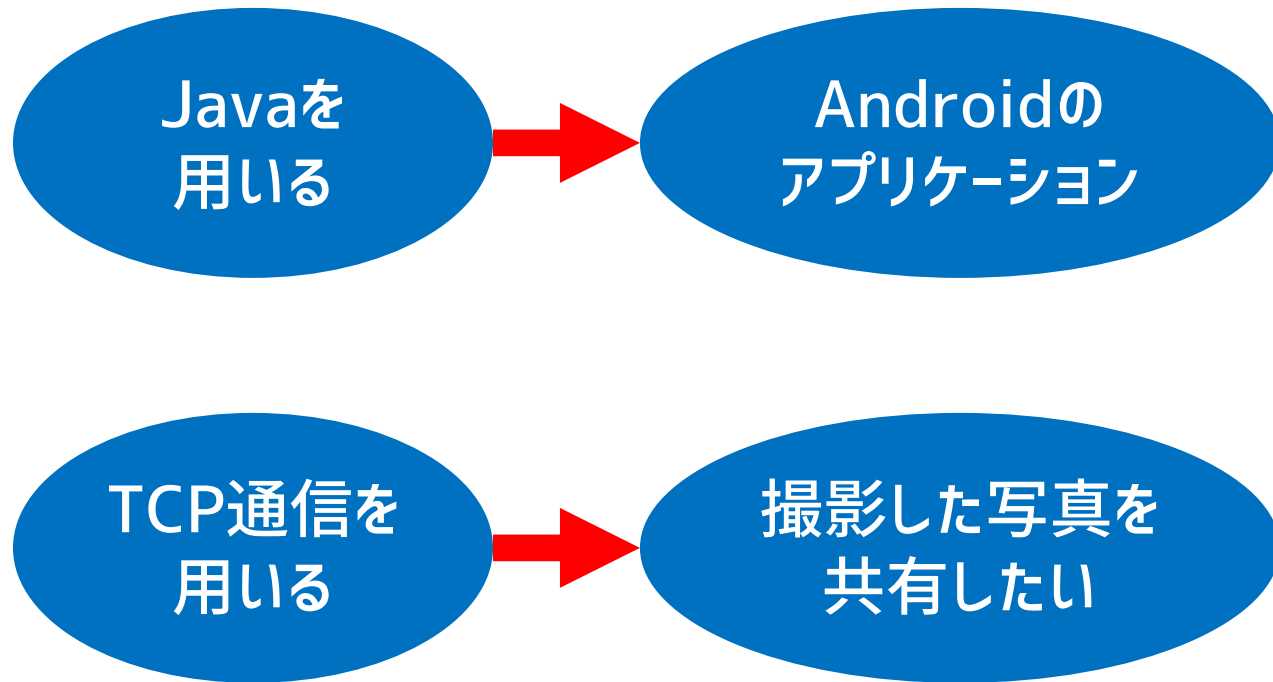 Javaを
用いる
Androidの
アプリケーション
TCP通信を
用いる
撮影した写真を
共有したい